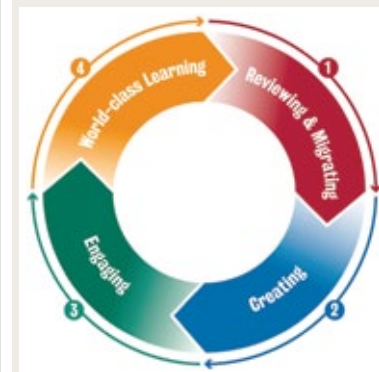 1
Reviewing & Migrating
2
Creating
3
Engaging
4
World-class Learning